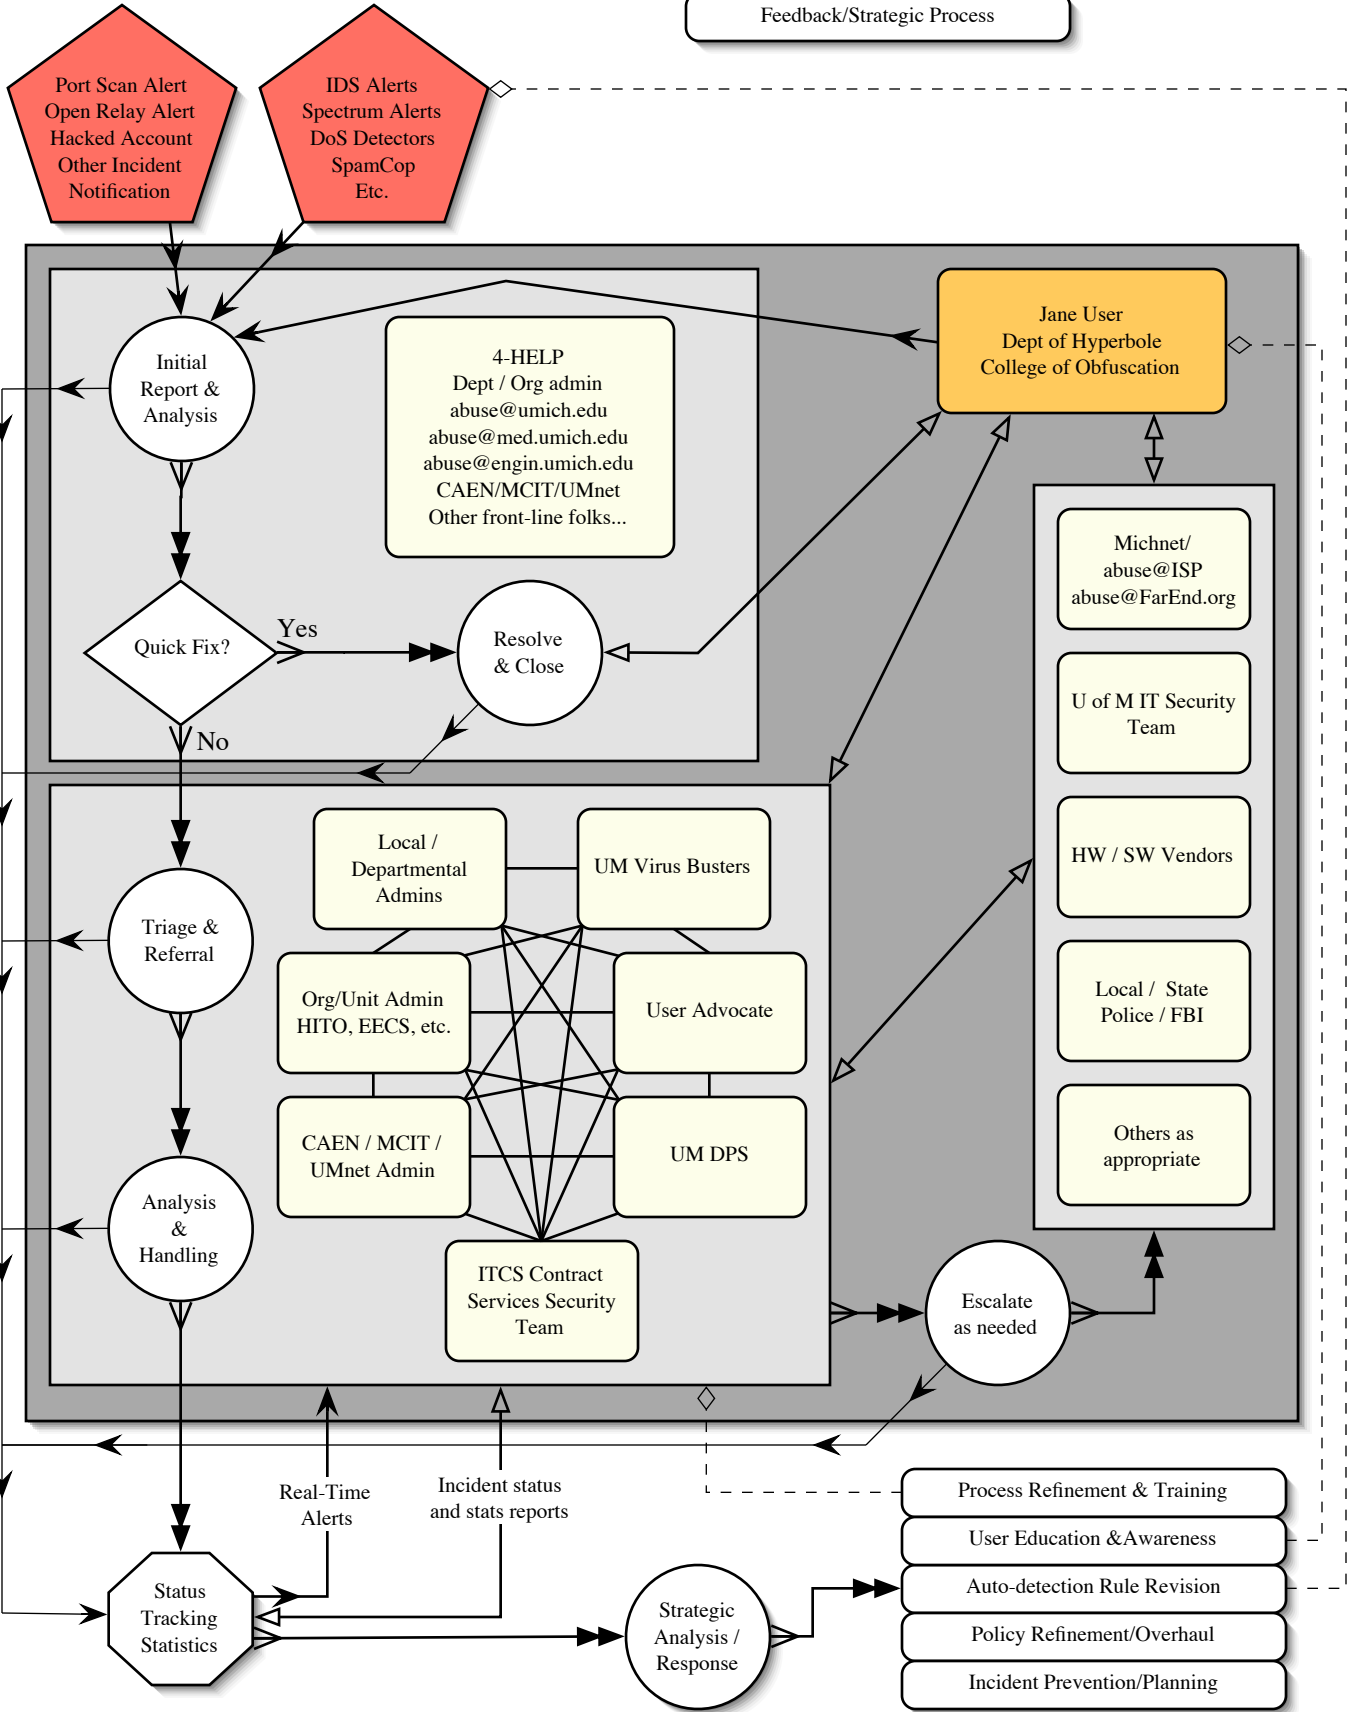 Feedback/Strategic Process
Port Scan Alert
Open Relay Alert
Hacked Account
Other Incident
Notification
IDS Alerts
Spectrum Alerts
DoS Detectors
SpamCop
Etc.
Jane User
Dept of Hyperbole
College of Obfuscation
Initial
Report &
Analysis
4-HELP
Dept / Org admin
abuse@umich.edu
abuse@med.umich.edu
abuse@engin.umich.edu
CAEN/MCIT/UMnet
Other front-line folks...
Quick Fix?
Yes
No
Resolve
& Close
Michnet/
abuse@ISP
abuse@FarEnd.org
U of M IT Security
Team
HW / SW Vendors
Local /  State
Police / FBI
Others as
appropriate
Triage &
Referral
Local /
Departmental
Admins
UM Virus Busters
Org/Unit Admin
HITO, EECS, etc.
User Advocate
CAEN / MCIT /
UMnet Admin
UM DPS
ITCS Contract
Services Security
Team
Analysis
&
Handling
Escalate
as needed
Real-Time
Alerts
Incident status
and stats reports
Status
Tracking
Statistics
Strategic
Analysis /
Response
Process Refinement & Training
User Education &Awareness
Auto-detection Rule Revision
Policy Refinement/Overhaul
Incident Prevention/Planning